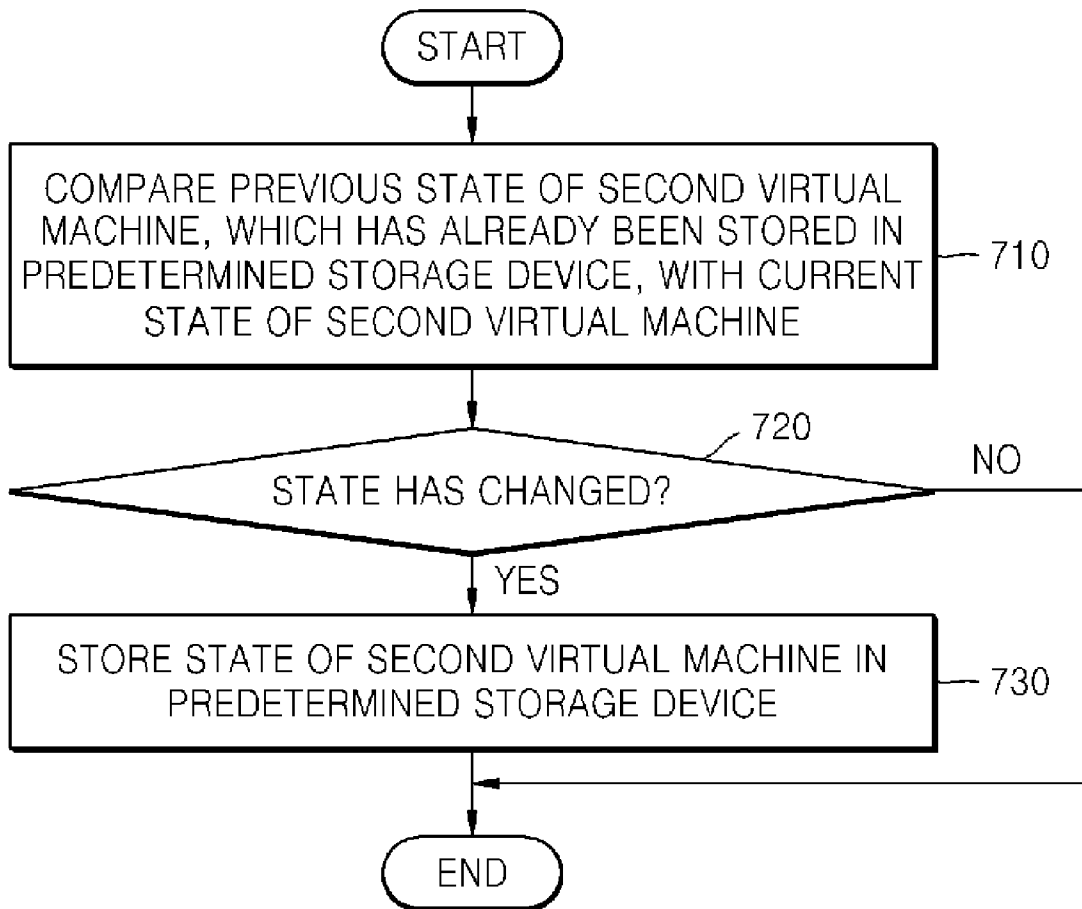 START
COMPARE PREVIOUS STATE OF SECOND VIRTUAL
MACHINE, WHICH HAS ALREADY BEEN STORED IN
PREDETERMINED STORAGE DEVICE, WITH CURRENT
STATE OF SECOND VIRTUAL MACHINE
710
720
STATE HAS CHANGED?
NO
YES
STORE STATE OF SECOND VIRTUAL MACHINE IN
PREDETERMINED STORAGE DEVICE
730
END